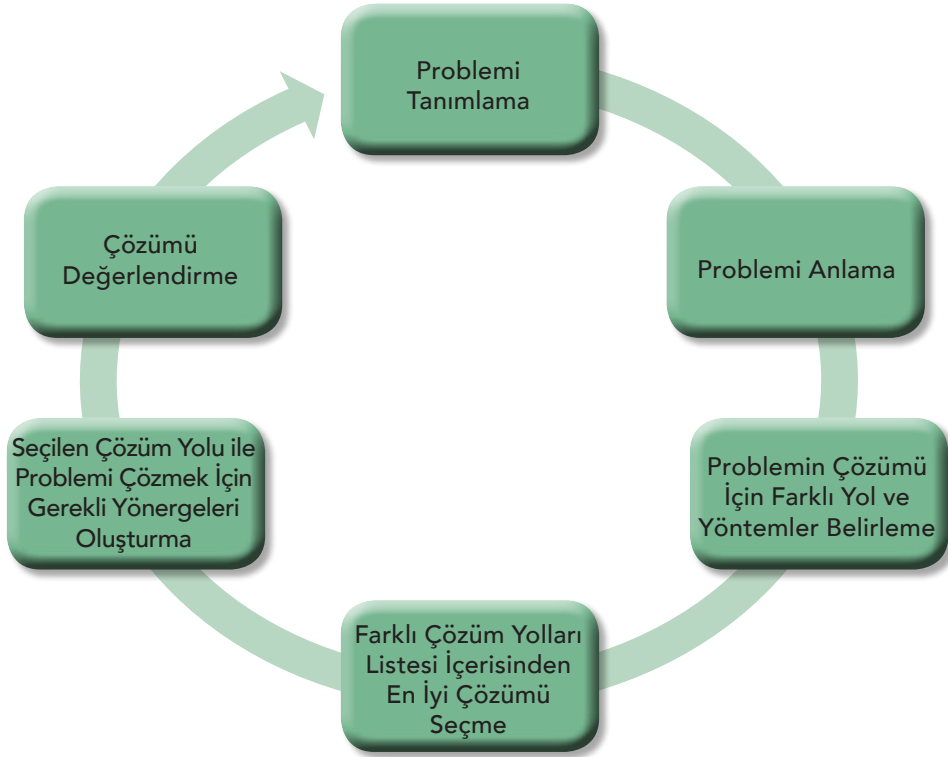 Problemi
Tanımlama
Problemi Anlama
Problemin Çözümü
İçin Farklı Yol ve
Yöntemler Belirleme
Farklı Çözüm Yolları
Listesi İçerisinden
En İyi Çözümü
Seçme
Seçilen Çözüm Yolu ile
Problemi Çözmek İçin
Gerekli Yönergeleri
Oluşturma
Çözümü
Değerlendirme